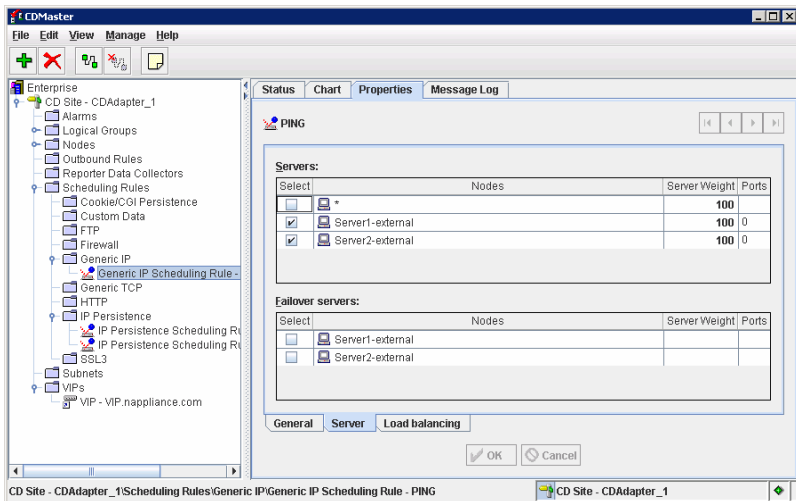 CDMaster
File Edit View Manage Help
Enterprise
CD Site - CDAdapter_1
Alarms
Logical Groups
Nodes
Outbound Rules
Reporter Data Collectors
Scheduling Rules
Cookie/CGI Persistence
Custom Data
FTP
Firewall
Generic IP
Generic IP Scheduling Rule -
Generic TCP
HTTP
IP Persistence
IP Persistence Scheduling Ru
IP Persistence Scheduling Ru
SSL3
Subnets
VIPs
VIP - VIP.nappliance.com
Status Chart Properties Message Log
PING
Servers:
Select Nodes Server Weight Ports
* 100
Server1-external 100 0
Server2-external 100 0
Failover servers:
Select Nodes Server Weight Ports
Server1-external
Server2-external
General Server Load balancing
OK Cancel
CD Site - CDAdapter_1\Scheduling Rules\Generic IP\Generic IP Scheduling Rule - PING CD Site - CDAdapter_1